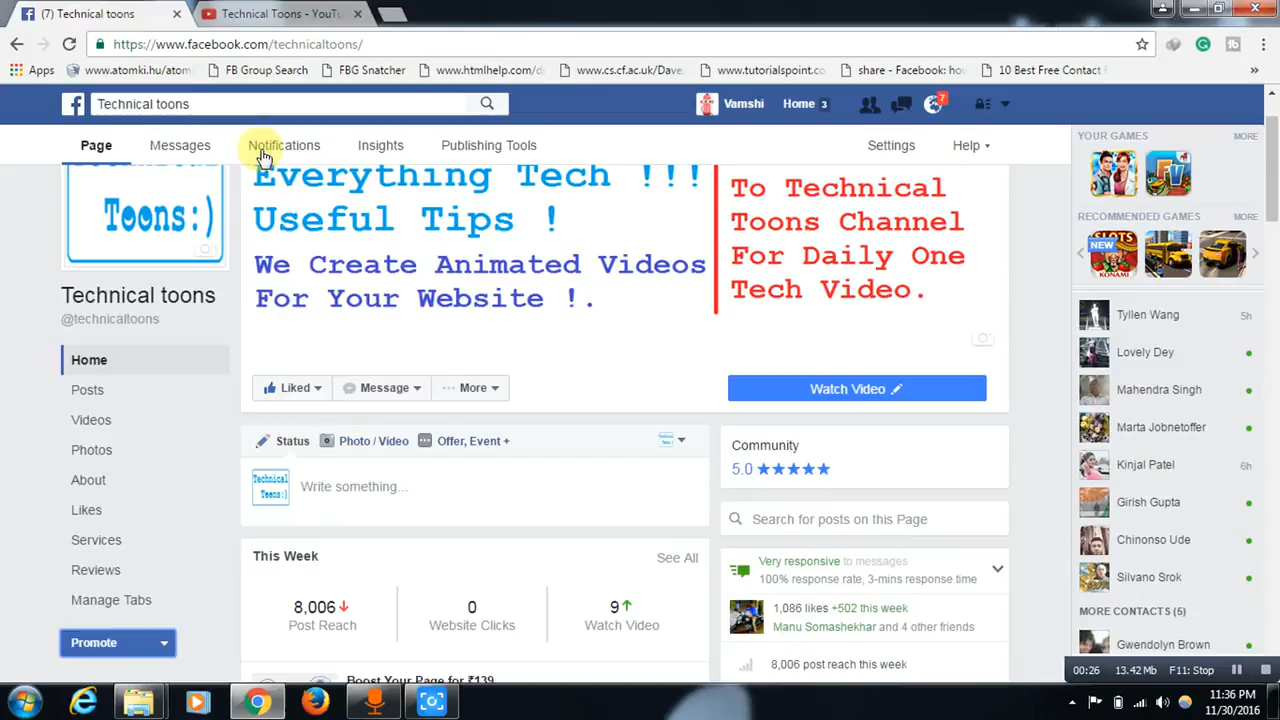 (7) Technical toons
Technical Toons - YouTu
https://www.facebook.com/technicaltoons/
Apps
www.atomki.hu/atom
FB Group Search
FBG Snatcher
www.htmlhelp.com/d
www.cs.cf.ac.uk/Dave
www.tutorialspoint.co
share - Facebook: ho
10 Best Free Contact F
»
Technical toons
Vamshi
Home 3
7
Page
Messages
Notifications
Insights
Publishing Tools
Settings
Help
YOUR GAMES
MORE
RECOMMENDED GAMES
MORE
NEW
SLOTS
KONAMI
Toons:)
Everything Tech !!!
Useful Tips !
We Create Animated Videos
For Your Website !.
To Technical
Toons Channel
For Daily One
Tech Video.
Technical toons
@technicaltoons
Home
Posts
Videos
Photos
About
Likes
Services
Reviews
Manage Tabs
Promote
Liked
Message
More
Watch Video
Status
Photo / Video
Offer, Event +
Technical
Toons:)
Write something...
This Week
See All
8,006
Post Reach
0
Website Clicks
9
Watch Video
Boost Your Page for ₹139
Community
5.0 ★★★★★
Search for posts on this Page
Very responsive to messages
100% response rate, 3-mins response time
1,086 likes +502 this week
Manu Somashekhar and 4 other friends
8,006 post reach this week
Tyllen Wang 5h
Lovely Dey
Mahendra Singh
Marta Jobnetoffer
Kinjal Patel 6h
Girish Gupta
Chinonso Ude
Silvano Srok
MORE CONTACTS (5)
Gwendolyn Brown
00:26
13.42 Mb
F11: Stop
11:36 PM
11/30/2016